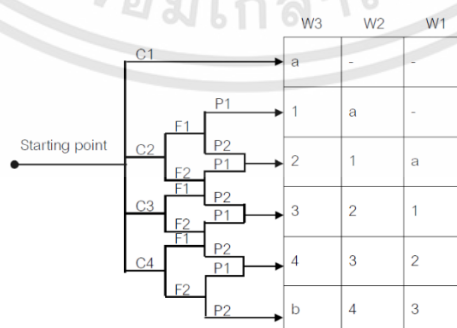 W3 W2 W1
C1 a - -
P1 1 a -
F1
Starting point C2 P2
P1 2 1 a
F2
F1 P2
C3 P1 3 2 1
F2
F1 P2
C4 P1 4 3 2
F2
P2 b 4 3